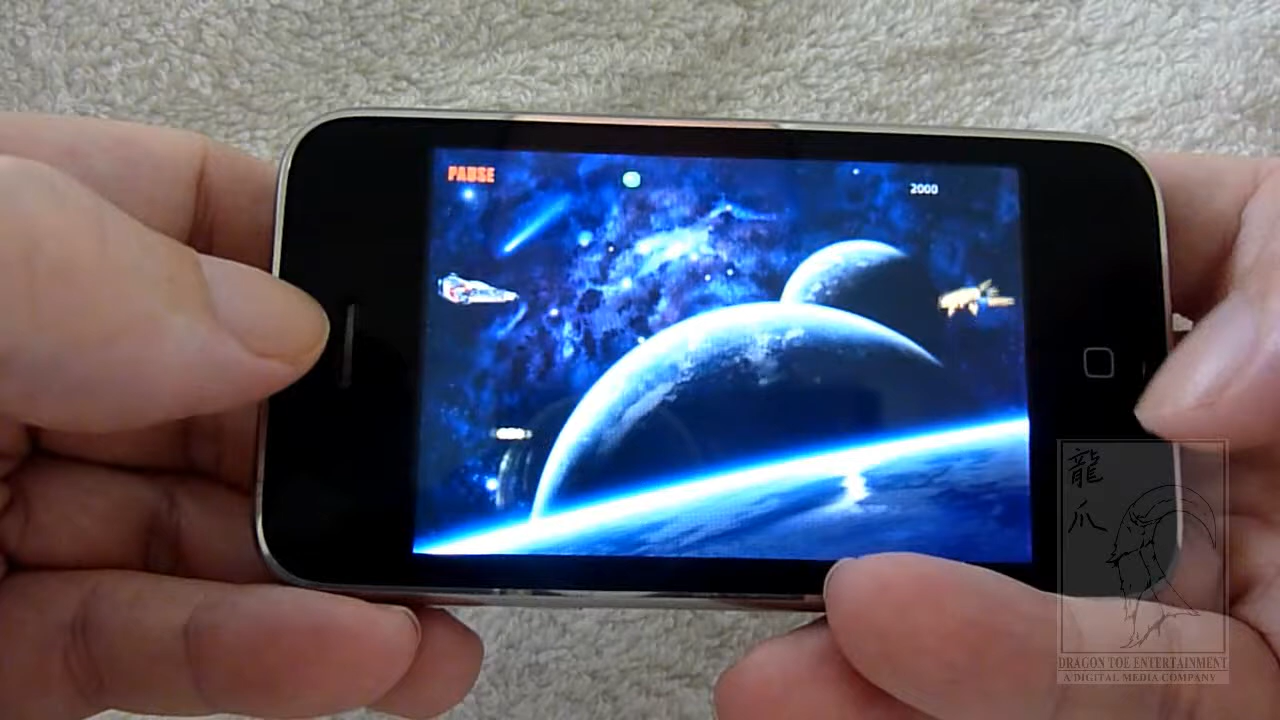 PAUSE
2000
龍
爪
DRAGON TOE ENTERTAINMENT
A DIGITAL MEDIA COMPANY